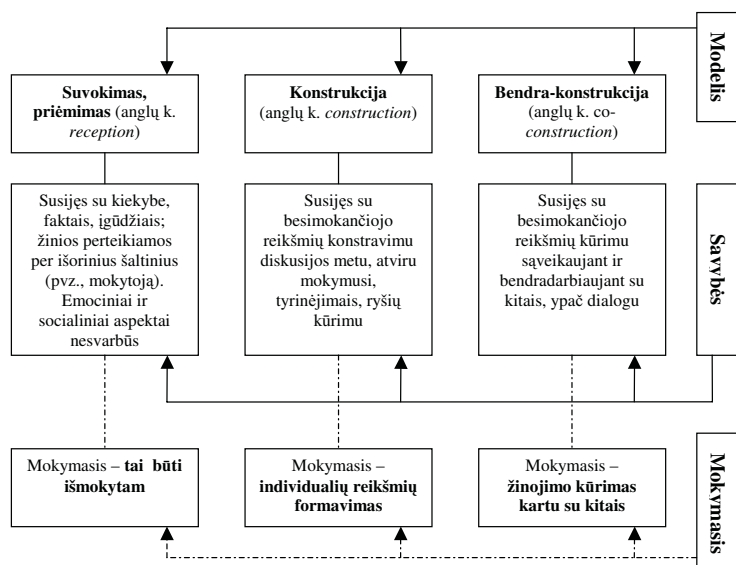 Modelis
Suvokimas,
priėmimas (anglų k.
reception)
Konstrukcija
(anglų k. construction)
Bendra-konstrukcija
(anglų k. co-
construction)
Savybės
Susijęs su kiekybe,
faktais, įgūdžiais;
žinios perteikiamos
per išorinius šaltinius
(pvz., mokytoją).
Emociniai ir
socialiniai aspektai
nesvarbūs
Susijęs su
besimokančiojo
reikšmių konstravimu
diskusijos metu, atviru
mokymusi,
tyrinėjimais, ryšių
kūrimu
Susijęs su
besimokančiojo
reikšmių kūrimu
sąveikaujant ir
bendradarbiaujant su
kitais, ypač dialogu
Mokymasis
Mokymasis – tai būti
išmokytam
Mokymasis –
individualių reikšmių
formavimas
Mokymasis –
žinojimo kūrimas
kartu su kitais